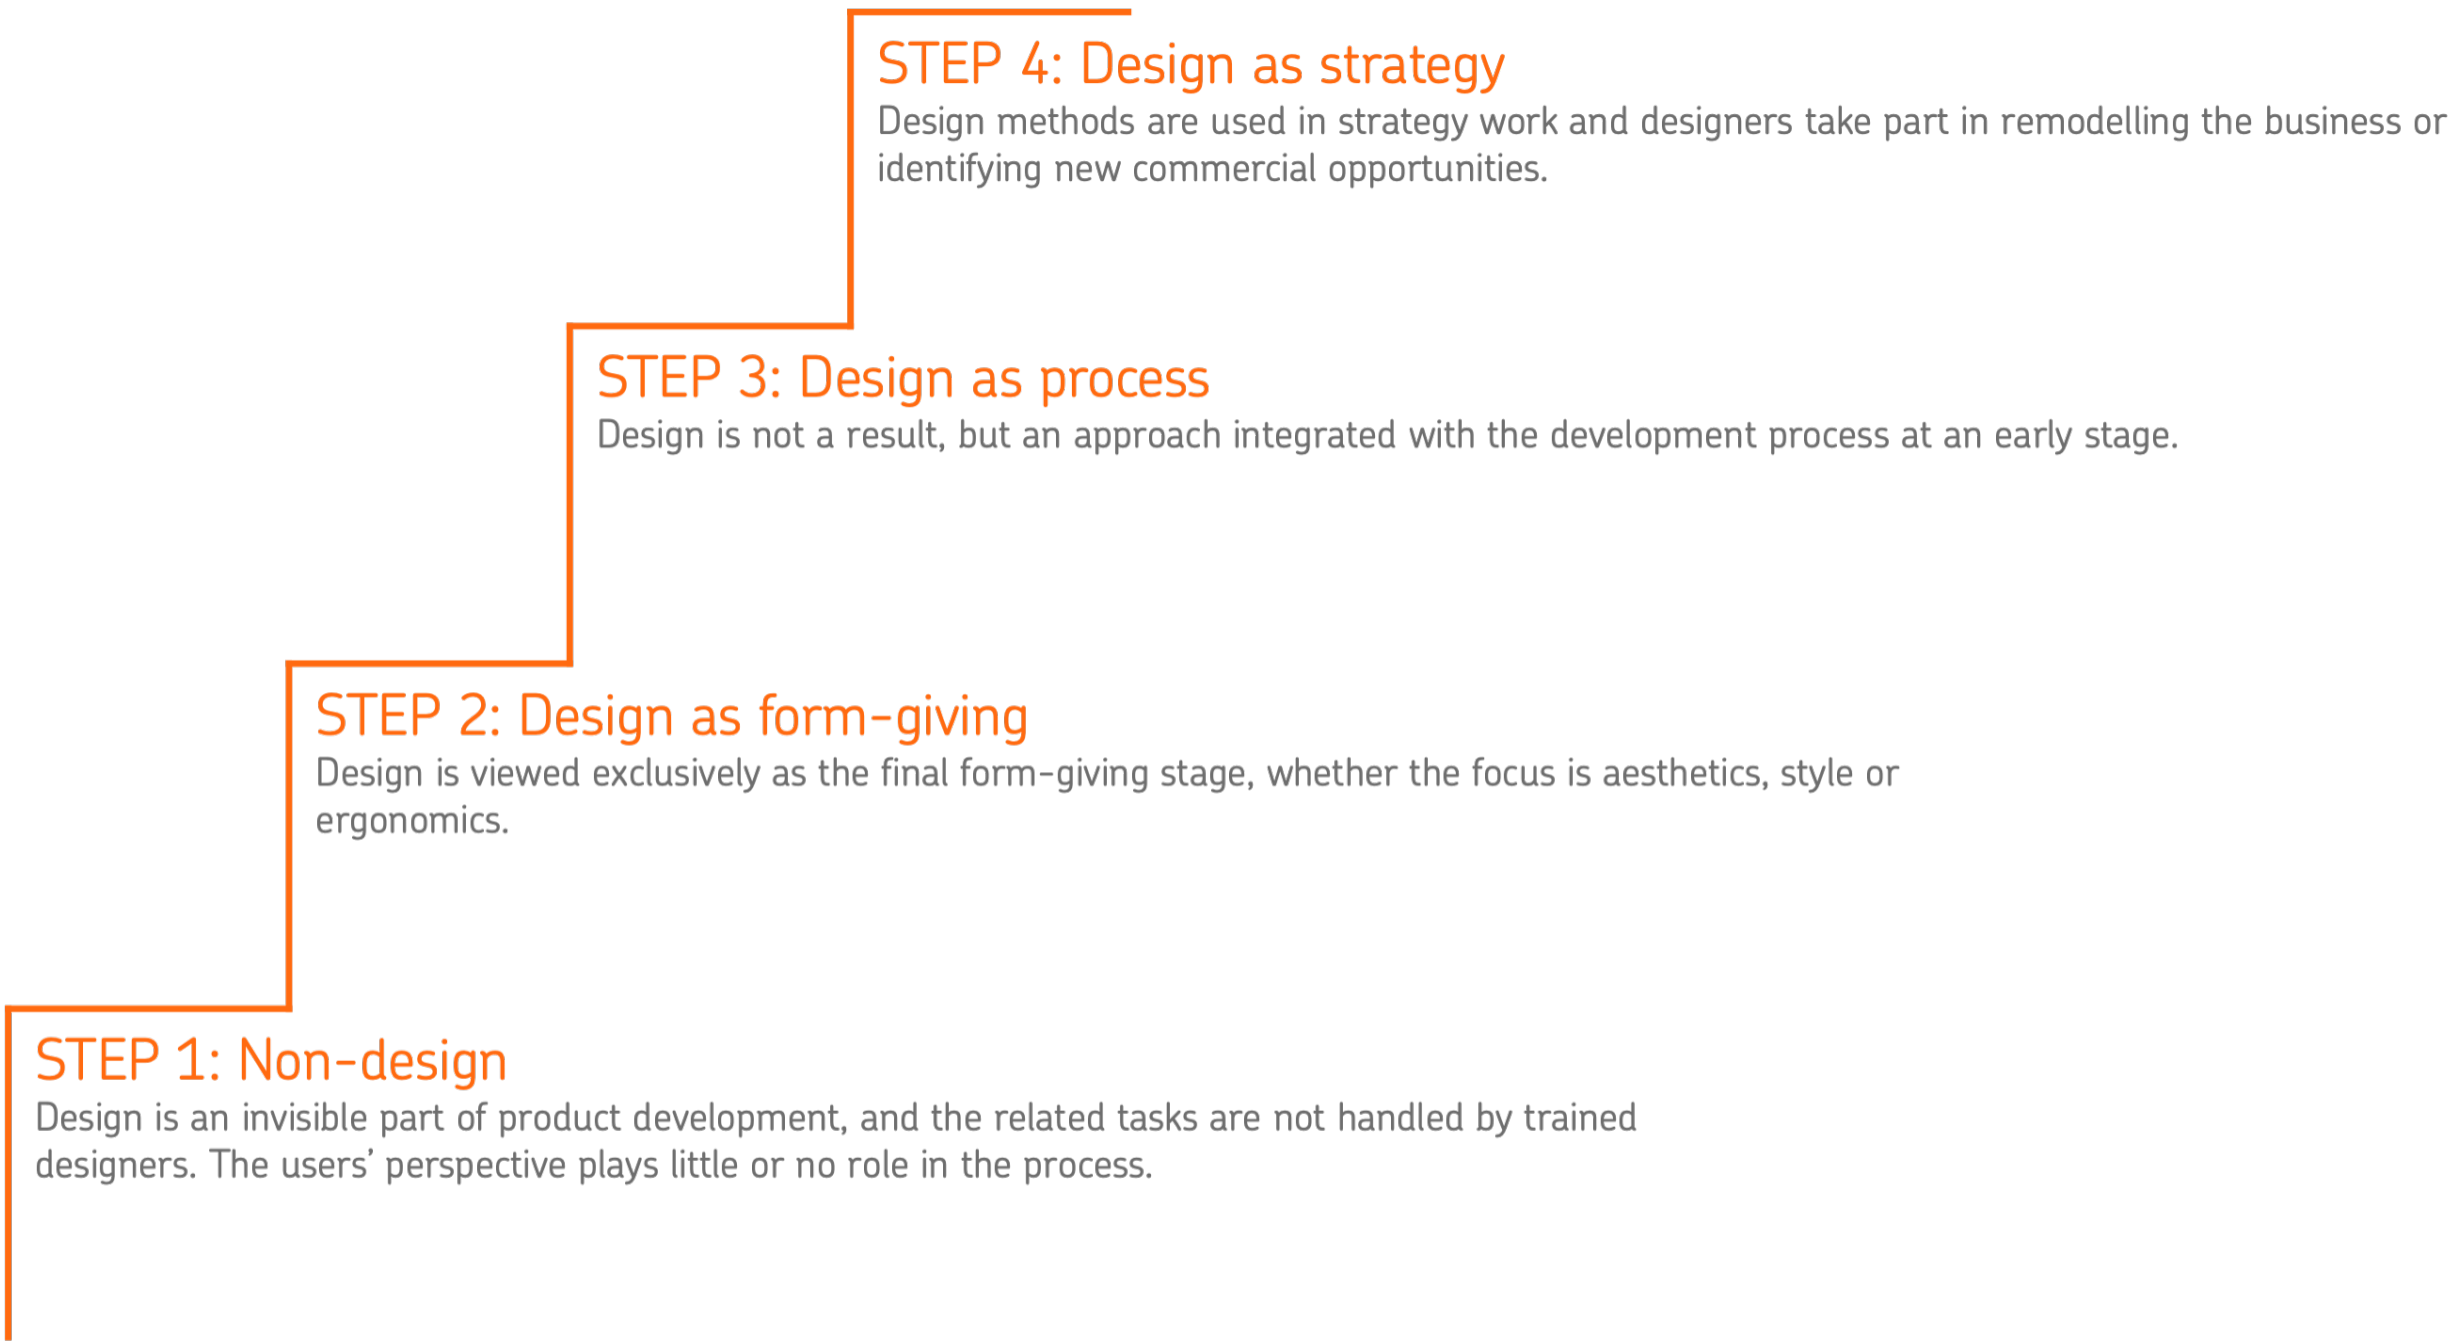 STEP 4: Design as strategy
Design methods are used in strategy work and designers take part in remodelling the business or
identifying new commercial opportunities.
STEP 3: Design as process
Design is not a result, but an approach integrated with the development process at an early stage.
STEP 2: Design as form-giving
Design is viewed exclusively as the final form-giving stage, whether the focus is aesthetics, style or
ergonomics.
STEP 1: Non-design
Design is an invisible part of product development, and the related tasks are not handled by trained
designers. The users’ perspective plays little or no role in the process.